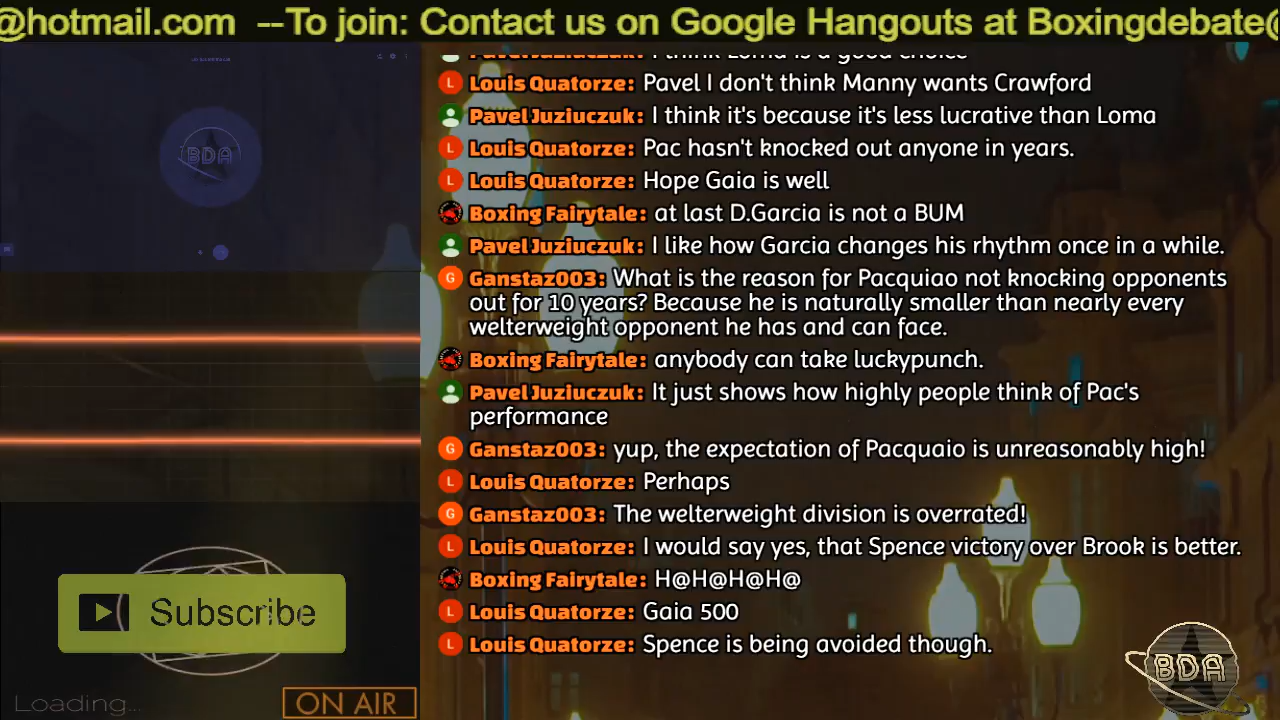 @hotmail.com --To join: Contact us on Google Hangouts at Boxingdebate@
Pavel Juziuczuk: I think Loma is a good choice
Louis Quatorze: Pavel I don't think Manny wants Crawford
Pavel Juziuczuk: I think it's because it's less lucrative than Loma
Louis Quatorze: Pac hasn't knocked out anyone in years.
Louis Quatorze: Hope Gaia is well
Boxing Fairytale: at last D.Garcia is not a BUM
Pavel Juziuczuk: I like how Garcia changes his rhythm once in a while.
Ganstaz003: What is the reason for Pacquiao not knocking opponents
out for 10 years? Because he is naturally smaller than nearly every
welterweight opponent he has and can face.
Boxing Fairytale: anybody can take luckypunch.
Pavel Juziuczuk: It just shows how highly people think of Pac's
performance
Ganstaz003: yup, the expectation of Pacquaio is unreasonably high!
Louis Quatorze: Perhaps
Ganstaz003: The welterweight division is overrated!
Louis Quatorze: I would say yes, that Spence victory over Brook is better.
Boxing Fairytale: H@H@H@H@
Louis Quatorze: Gaia 500
Louis Quatorze: Spence is being avoided though.
BDA
Subscribe
Loading...
ON AIR
BDA